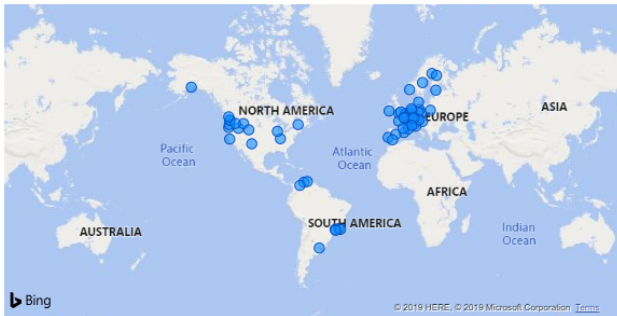 NORTH AMERICA
EUROPE
ASIA
Pacific
Ocean
Atlantic
Ocean
AFRICA
SOUTH AMERICA
AUSTRALIA
Indian
Ocean
Bing
© 2019 HERE, © 2019 Microsoft Corporation Terms